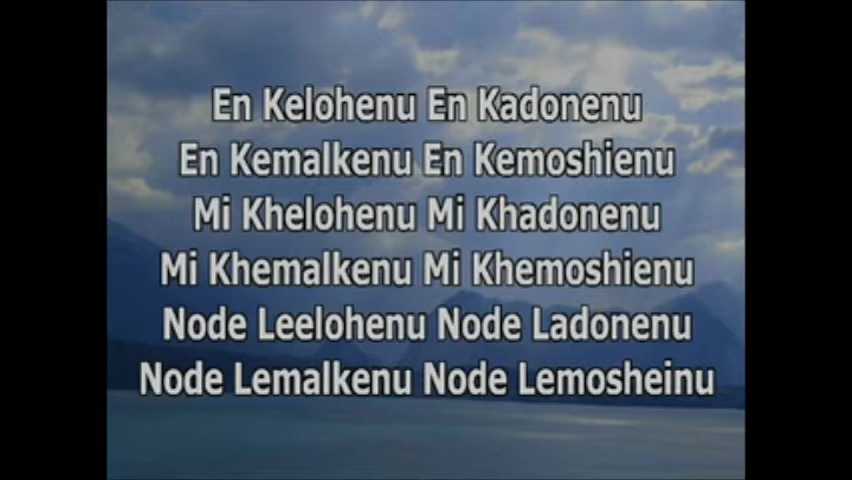 En Kelohenu En Kadonenu
En Kemalkenu En Kemoshienu
Mi Khelohenu Mi Khadonenu
Mi Khemalkenu Mi Khemoshienu
Node Leelohenu Node Ladonenu
Node Lemalkenu Node Lemosheinu